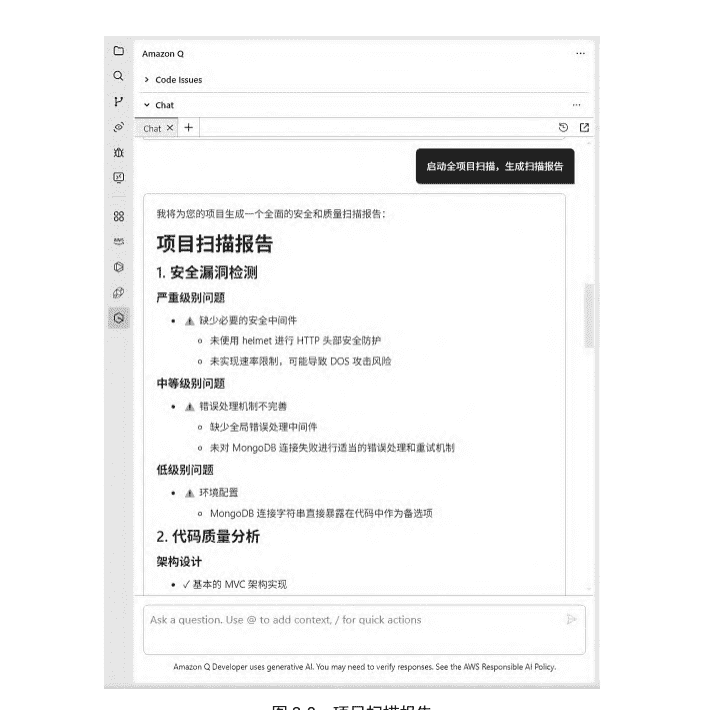 Amazon Q
Code Issues
Chat
Chat
启动全项目扫描，生成扫描报告
我将为您的项目生成一个全面的安全和质量扫描报告：
项目扫描报告
1. 安全漏洞检测
严重级别问题
缺少必要的安全中间件
未使用 helmet 进行 HTTP 头部安全防护
未实现速率限制，可能导致 DOS 攻击风险
中等级别问题
错误处理机制不完善
缺少全局错误处理中间件
未对 MongoDB 连接失败进行适当的错误处理和重试机制
低级别问题
环境配置
MongoDB 连接字符串直接暴露在代码中作为备选项
2. 代码质量分析
架构设计
✓ 基本的 MVC 架构实现
Ask a question. Use @ to add context, / for quick actions
Amazon Q Developer uses generative AI. You may need to verify responses. See the AWS Responsible AI Policy.